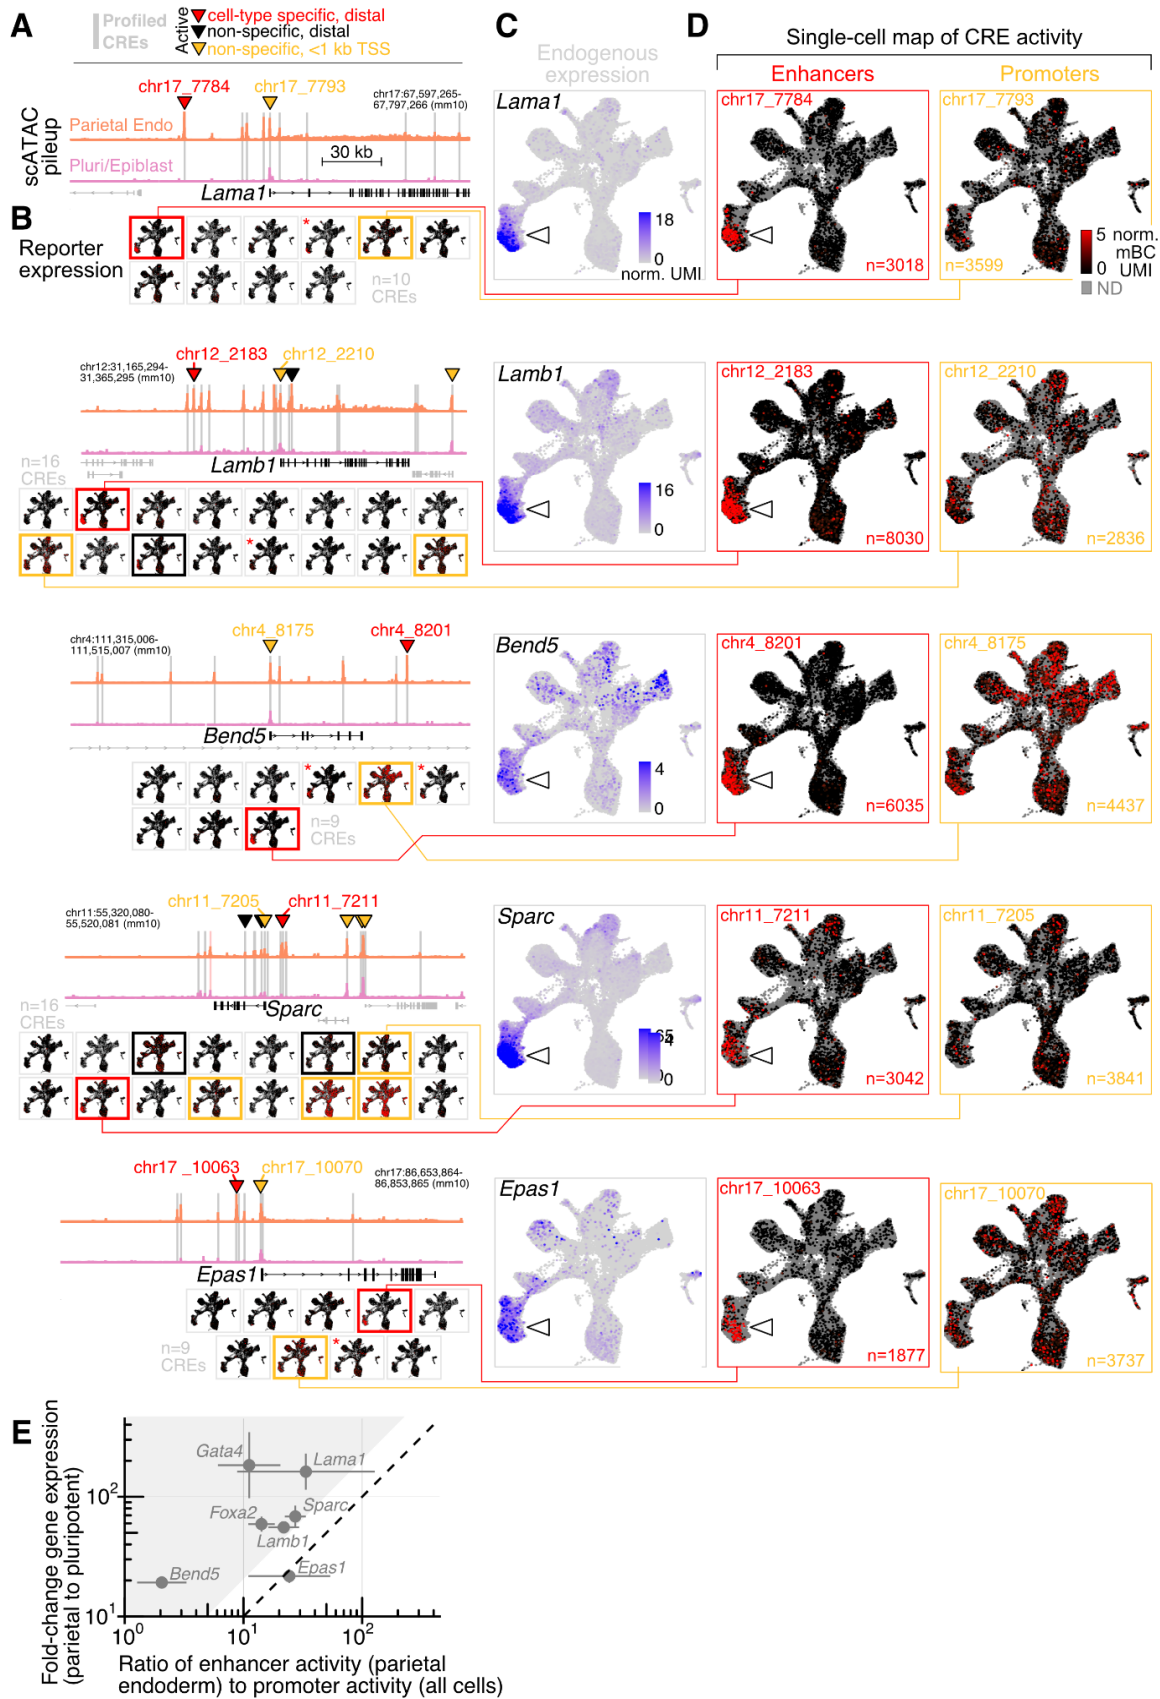 A
Profiled
CREs
Active
cell-type specific, distal
non-specific, distal
non-specific, <1 kb TSS
chr17_7784
chr17_7793
chr17:67,597,265-
67,797,266 (mm10)
scATAC
pileup
Parietal Endo
Pluri/Epiblast
30 kb
Lama1
B
Reporter
expression
*
n=10
CREs
C
Endogenous
expression
Lama1
18
0
norm. UMI
D
Single-cell map of CRE activity
Enhancers
Promoters
chr17_7784
n=3018
chr17_7793
n=3599
5 norm.
mBC
0 UMI
ND
chr12:31,165,294-
31,365,295 (mm10)
chr12_2183
chr12_2210
n=16
CREs
Lamb1
*
Lamb1
16
0
chr12_2183
n=8030
chr12_2210
n=2836
chr4:111,315,006-
111,515,007 (mm10)
chr4_8175
chr4_8201
Bend5
*
*
n=9
CREs
Bend5
4
0
chr4_8201
n=6035
chr4_8175
n=4437
chr11:55,320,080-
55,520,081 (mm10)
chr11_7205
chr11_7211
n=16
CREs
Sparc
Sparc
0
chr11_7211
n=3042
chr11_7205
n=3841
chr17 _10063
chr17_10070
chr17:86,653,864-
86,853,865 (mm10)
Epas1
n=9
CREs
*
Epas1
chr17_10063
n=1877
chr17_10070
n=3737
E
Fold-change gene expression
(parietal to pluripotent)
10²
10¹
Gata4
Lama1
Foxa2
Sparc
Lamb1
Bend5
Epas1
10⁰
10¹
10²
Ratio of enhancer activity (parietal
endoderm) to promoter activity (all cells)